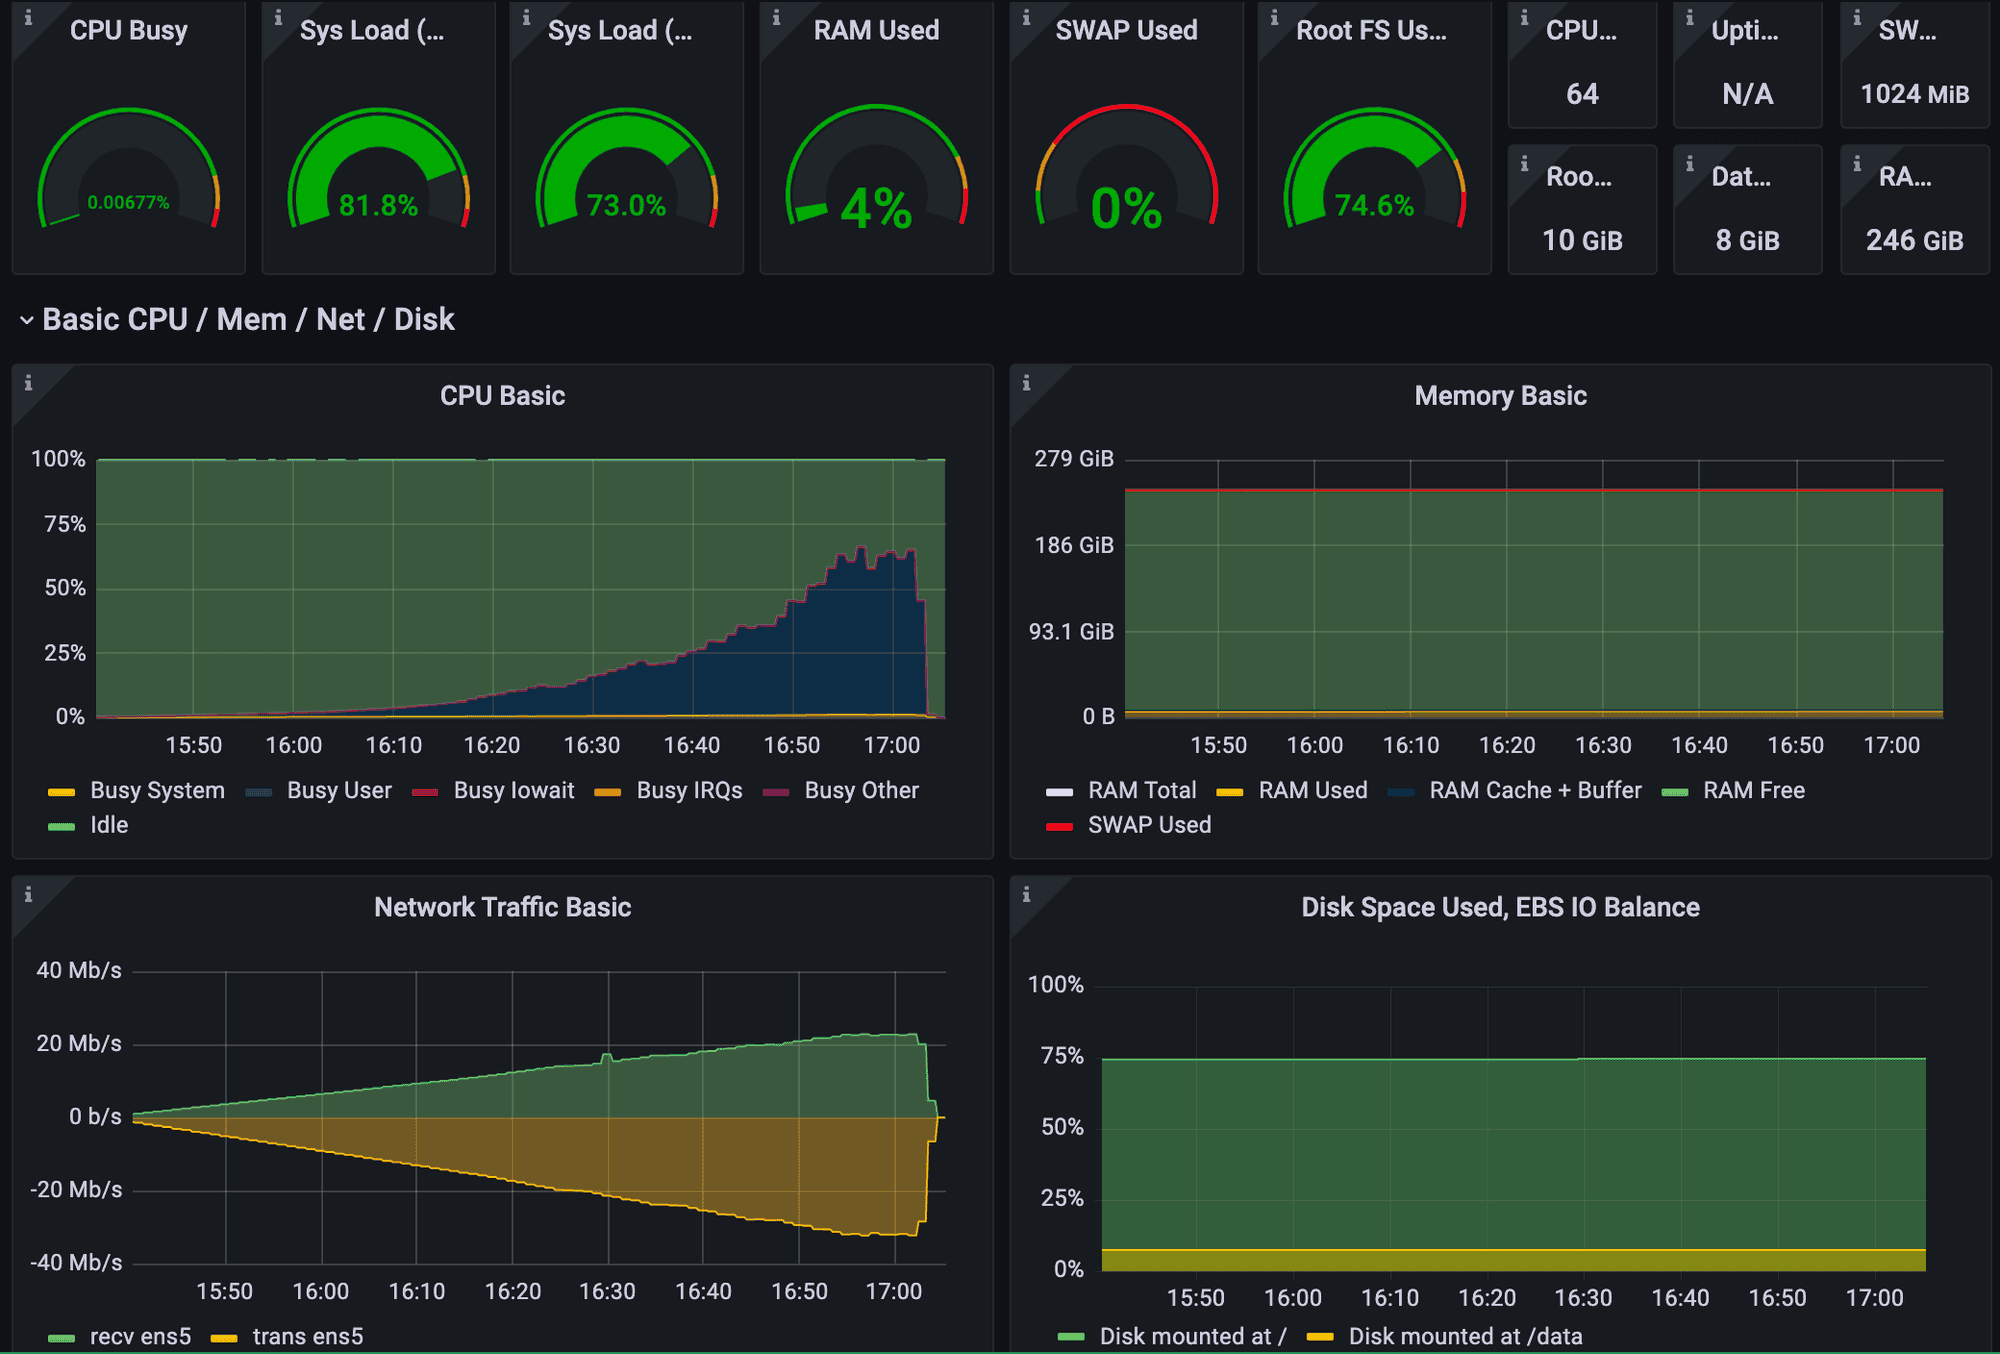 CPU Busy
Sys Load (...
Sys Load (...
RAM Used
SWAP Used
Root FS Us...
CPU...
Upti...
SW...
0.00677%
81.8%
73.0%
4%
0%
74.6%
64
N/A
1024 MiB
Roo...
Dat...
RA...
10 GiB
8 GiB
246 GiB
Basic CPU / Mem / Net / Disk
CPU Basic
100%
75%
50%
25%
0%
15:50 16:00 16:10 16:20 16:30 16:40 16:50 17:00
Busy System Busy User Busy Iowait Busy IRQs Busy Other
Idle
Memory Basic
279 GiB
186 GiB
93.1 GiB
0 B
15:50 16:00 16:10 16:20 16:30 16:40 16:50 17:00
RAM Total RAM Used RAM Cache + Buffer RAM Free
SWAP Used
Network Traffic Basic
40 Mb/s
20 Mb/s
0 b/s
-20 Mb/s
-40 Mb/s
15:50 16:00 16:10 16:20 16:30 16:40 16:50 17:00
recv ens5 trans ens5
Disk Space Used, EBS IO Balance
100%
75%
50%
25%
0%
15:50 16:00 16:10 16:20 16:30 16:40 16:50 17:00
Disk mounted at / Disk mounted at /data